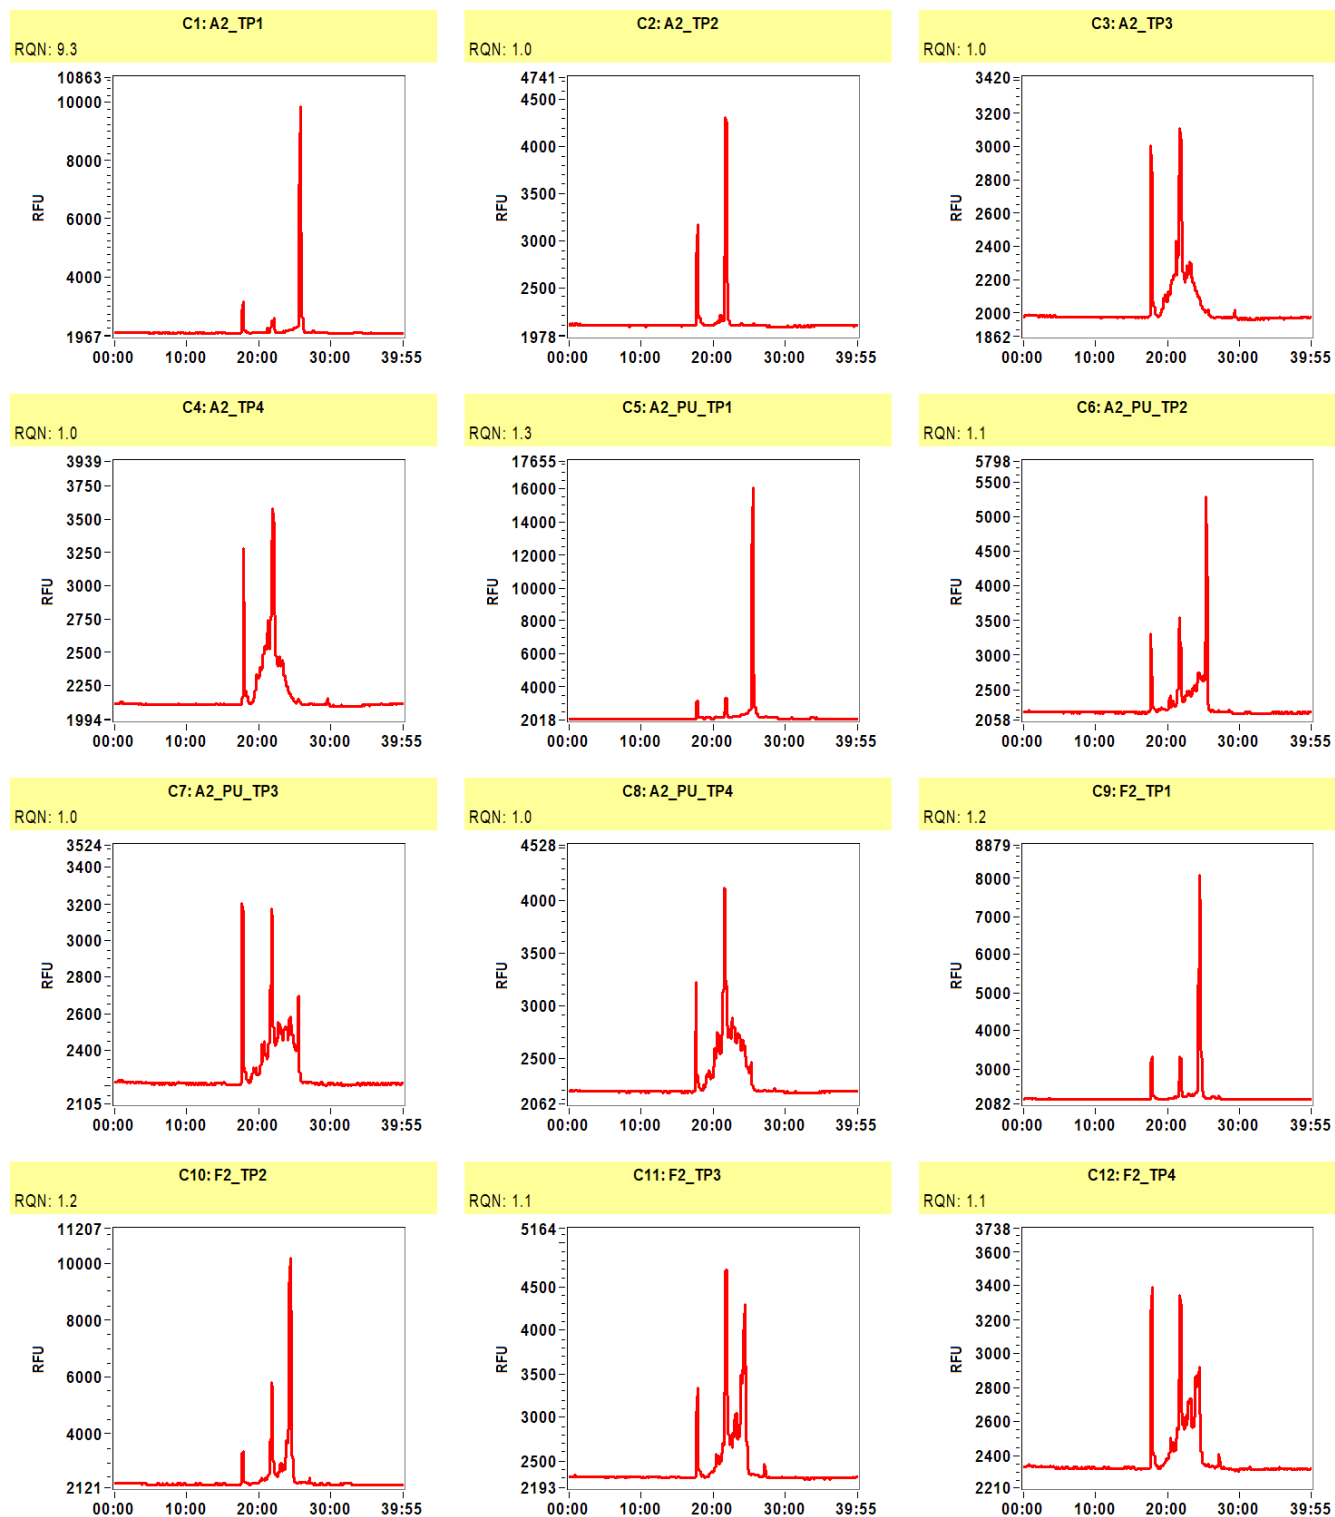 C1: A2_TP1
RQN: 9.3
10863
10000
8000
6000
4000
1967
RFU
00:00 10:00 20:00 30:00 39:55
C2: A2_TP2
RQN: 1.0
4741
4500
4000
3500
3000
2500
1978
RFU
00:00 10:00 20:00 30:00 39:55
C3: A2_TP3
RQN: 1.0
3420
3200
3000
2800
2600
2400
2200
2000
1862
RFU
00:00 10:00 20:00 30:00 39:55
C4: A2_TP4
RQN: 1.0
3939
3750
3500
3250
3000
2750
2500
2250
1994
RFU
00:00 10:00 20:00 30:00 39:55
C5: A2_PU_TP1
RQN: 1.3
17655
16000
14000
12000
10000
8000
6000
4000
2018
RFU
00:00 10:00 20:00 30:00 39:55
C6: A2_PU_TP2
RQN: 1.1
5798
5500
5000
4500
4000
3500
3000
2500
2058
RFU
00:00 10:00 20:00 30:00 39:55
C7: A2_PU_TP3
RQN: 1.0
3524
3400
3200
3000
2800
2600
2400
2105
RFU
00:00 10:00 20:00 30:00 39:55
C8: A2_PU_TP4
RQN: 1.0
4528
4000
3500
3000
2500
2062
RFU
00:00 10:00 20:00 30:00 39:55
C9: F2_TP1
RQN: 1.2
8879
8000
7000
6000
5000
4000
3000
2082
RFU
00:00 10:00 20:00 30:00 39:55
C10: F2_TP2
RQN: 1.2
11207
10000
8000
6000
4000
2121
RFU
00:00 10:00 20:00 30:00 39:55
C11: F2_TP3
RQN: 1.1
5164
4500
4000
3500
3000
2500
2193
RFU
00:00 10:00 20:00 30:00 39:55
C12: F2_TP4
RQN: 1.1
3738
3600
3400
3200
3000
2800
2600
2400
2210
RFU
00:00 10:00 20:00 30:00 39:55